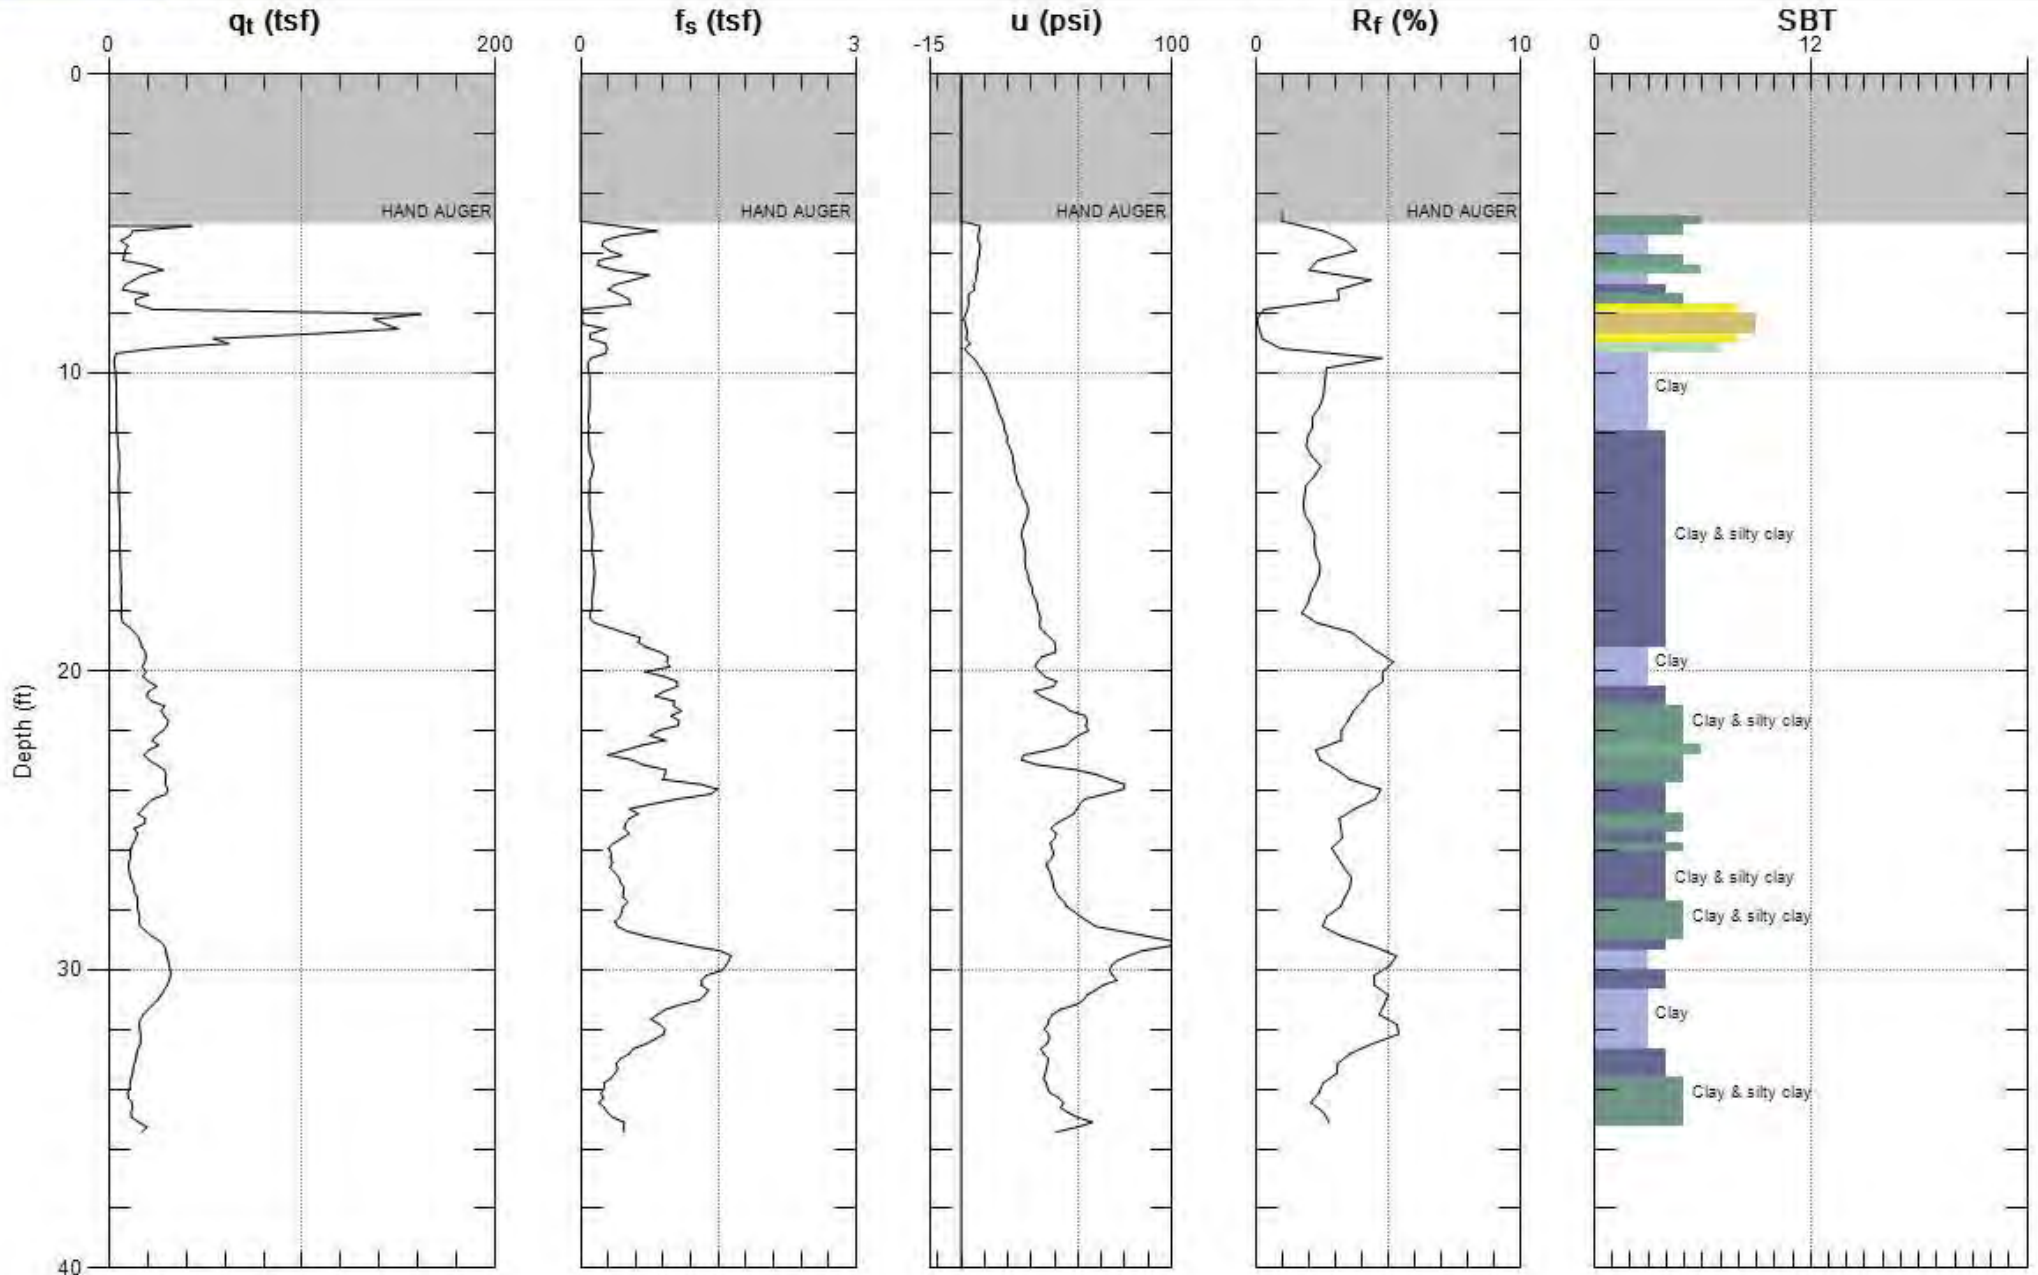 qt (tsf) fs (tsf) u (psi) Rf (%) SBT
0 200 0 3 -15 100 0 10 0 12
0
HAND AUGER HAND AUGER HAND AUGER HAND AUGER
10
Clay
Clay & silty clay
20
Clay
Clay & silty clay
Depth (ft)
Clay & silty clay
Clay & silty clay
30
Clay
Clay & silty clay
40